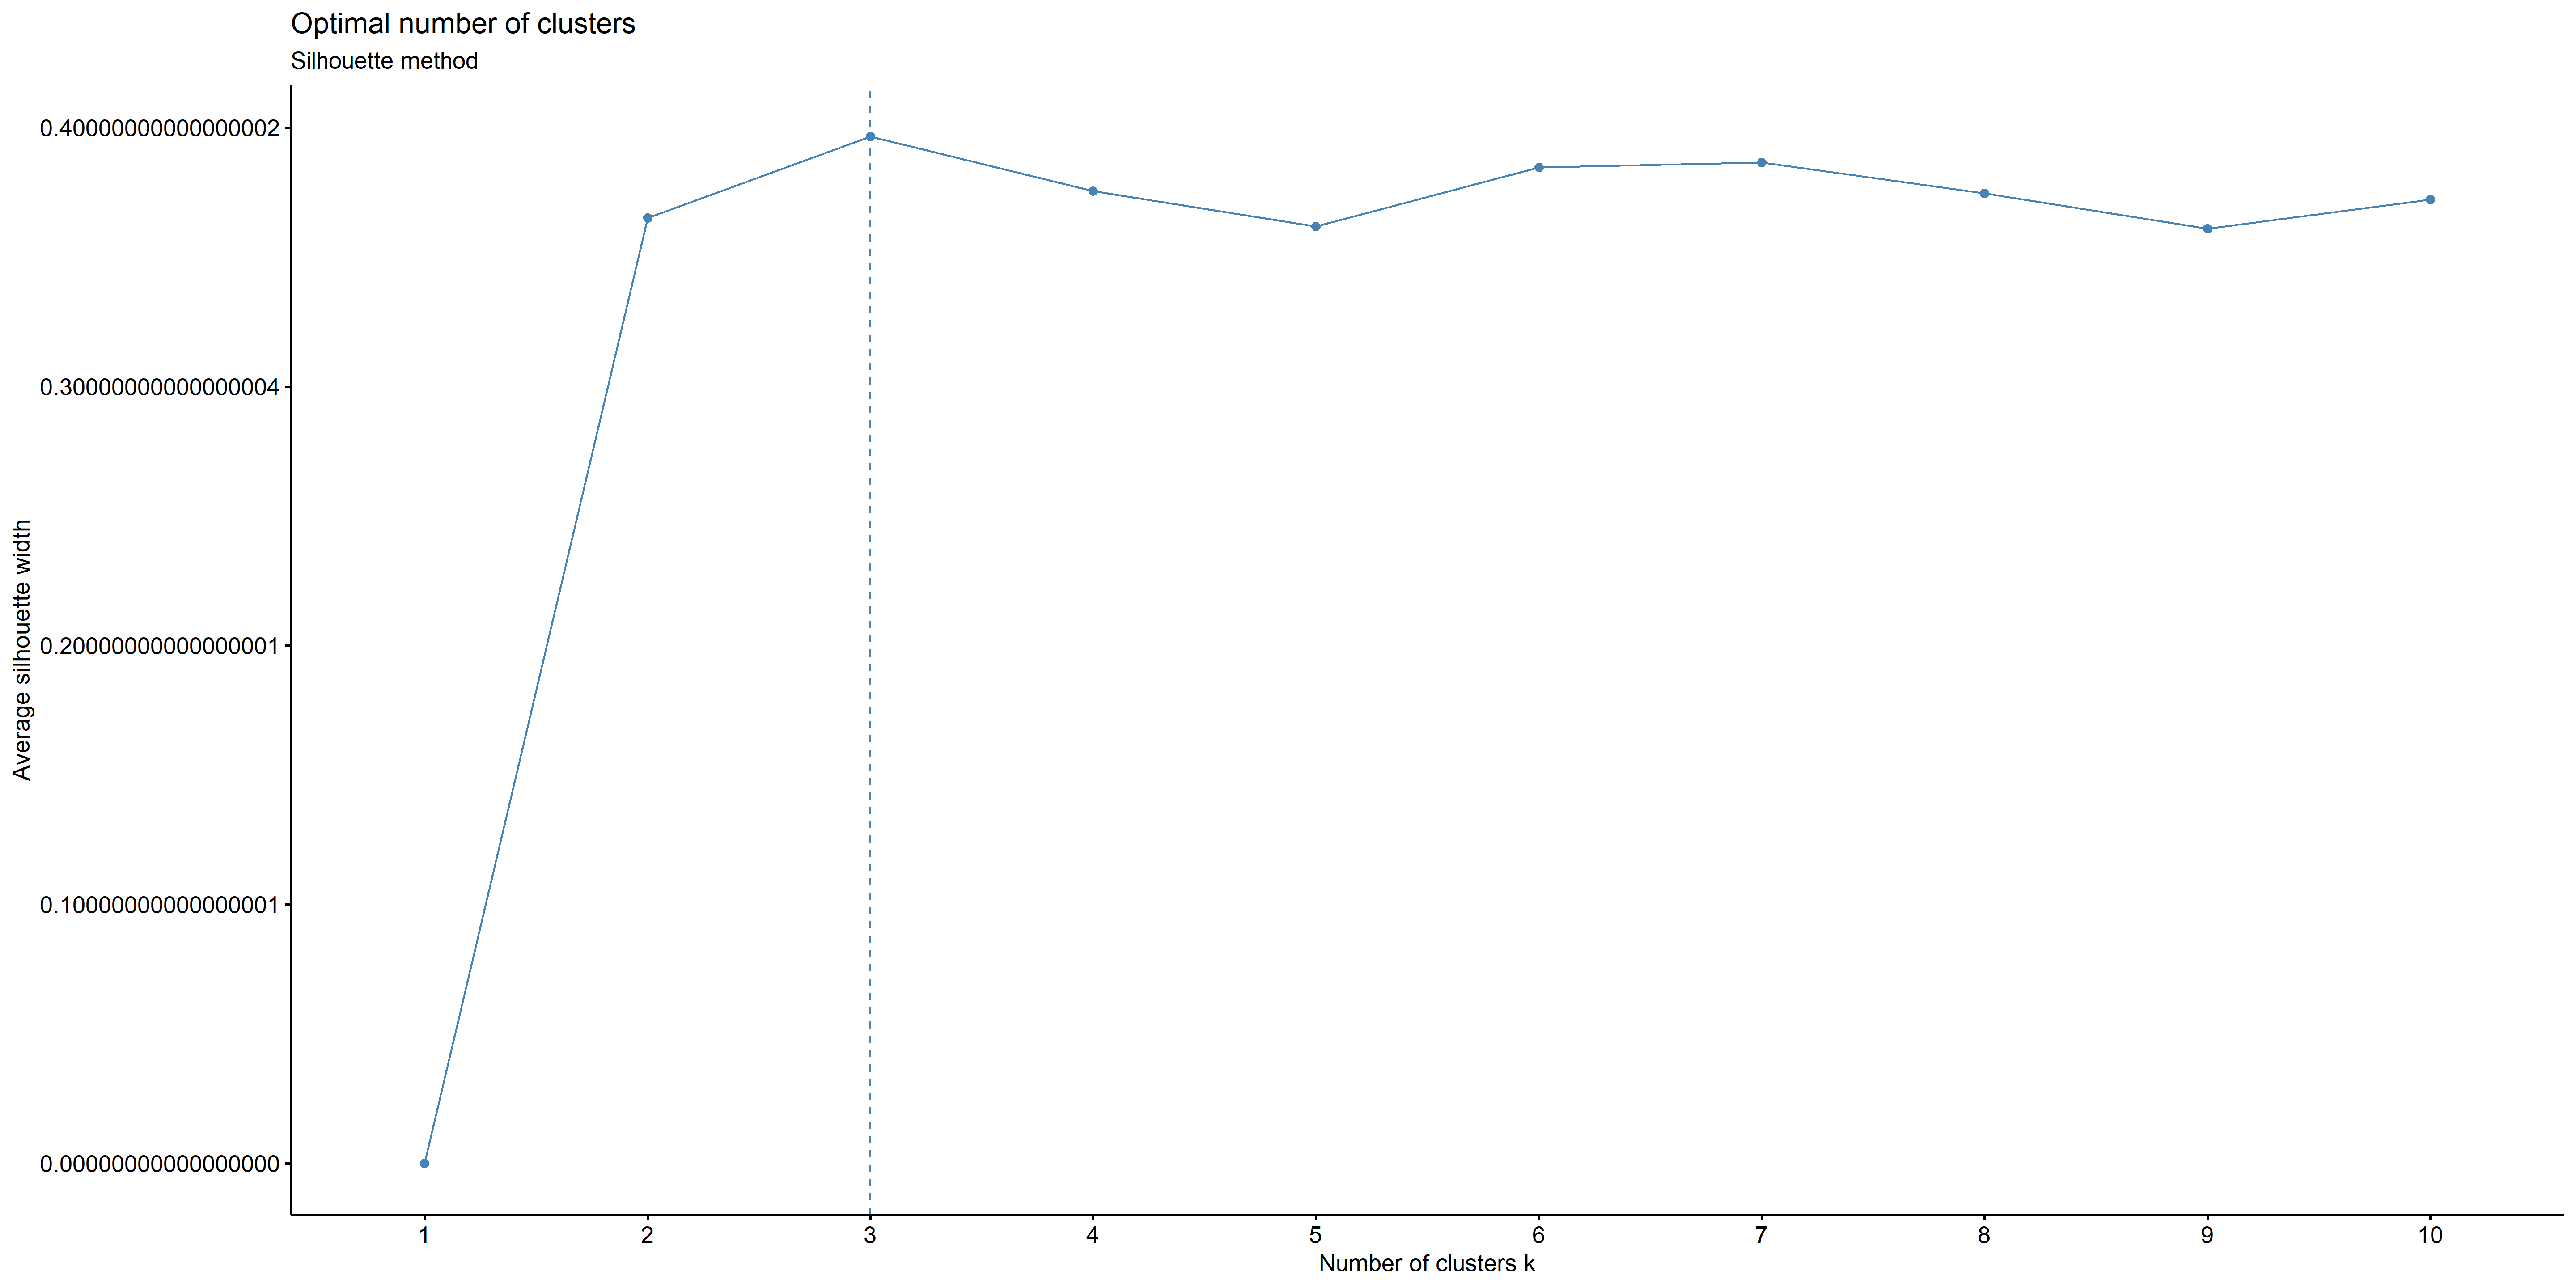 Optimal number of clusters
Silhouette method
0.40000000000000002
0.30000000000000004
0.20000000000000001
0.10000000000000001
0.00000000000000000
Average silhouette width
1 2 3 4 5 6 7 8 9 10
Number of clusters k